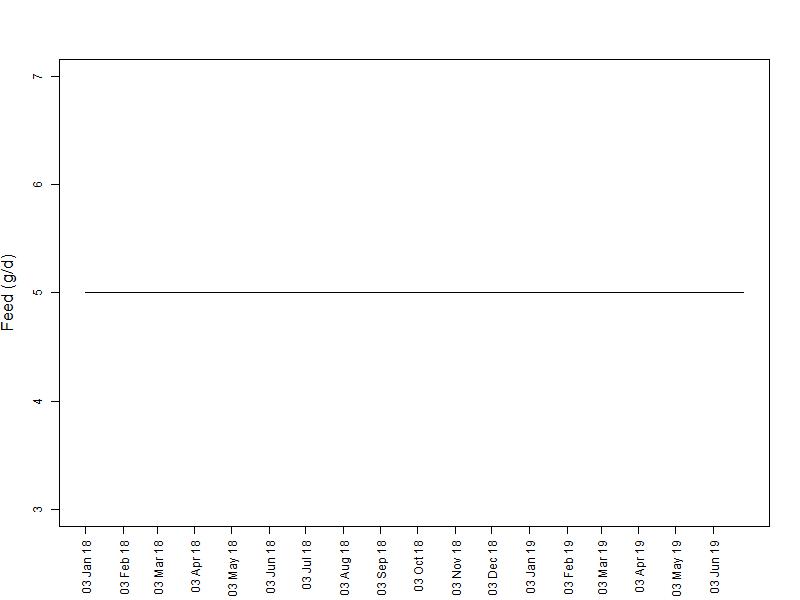 7
6
5
4
3
Feed (g/d)
03 Jan 18
03 Feb 18
03 Mar 18
03 Apr 18
03 May 18
03 Jun 18
03 Jul 18
03 Aug 18
03 Sep 18
03 Oct 18
03 Nov 18
03 Dec 18
03 Jan 19
03 Feb 19
03 Mar 19
03 Apr 19
03 May 19
03 Jun 19